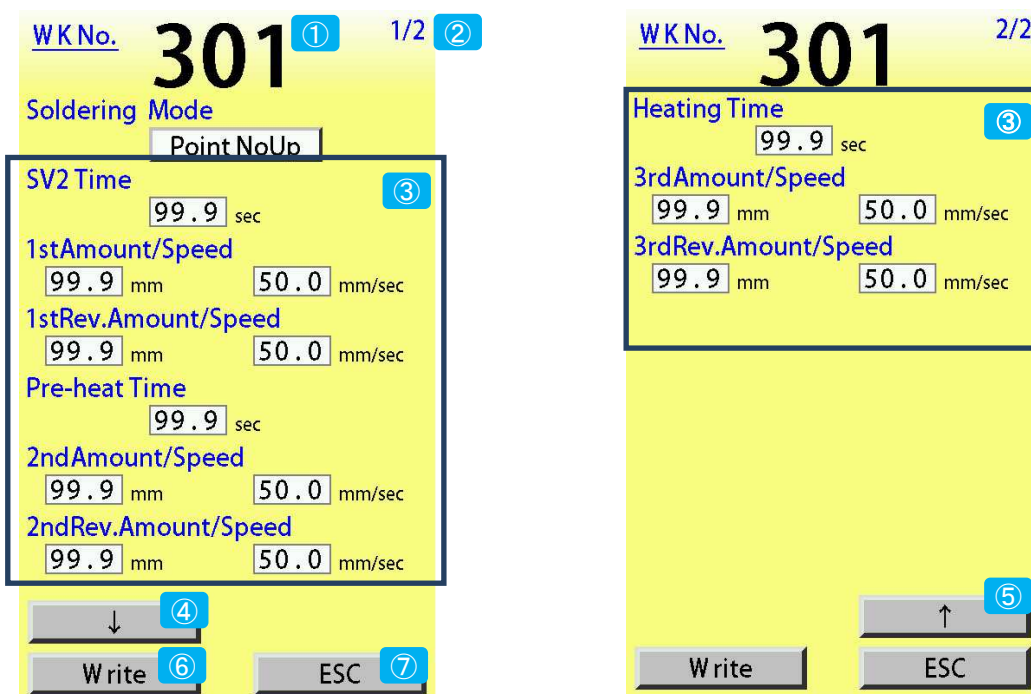 WK No. 301 ① 1/2 ②
Soldering Mode
Point NoUp
③
SV2 Time
99.9 sec
1stAmount/Speed
99.9 mm 50.0 mm/sec
1stRev.Amount/Speed
99.9 mm 50.0 mm/sec
Pre-heat Time
99.9 sec
2ndAmount/Speed
99.9 mm 50.0 mm/sec
2ndRev.Amount/Speed
99.9 mm 50.0 mm/sec
↓ ④
Write ⑥ ESC ⑦
WK No. 301 2/2
Heating Time ③
99.9 sec
3rdAmount/Speed
99.9 mm 50.0 mm/sec
3rdRev.Amount/Speed
99.9 mm 50.0 mm/sec
↑ ⑤
Write ESC